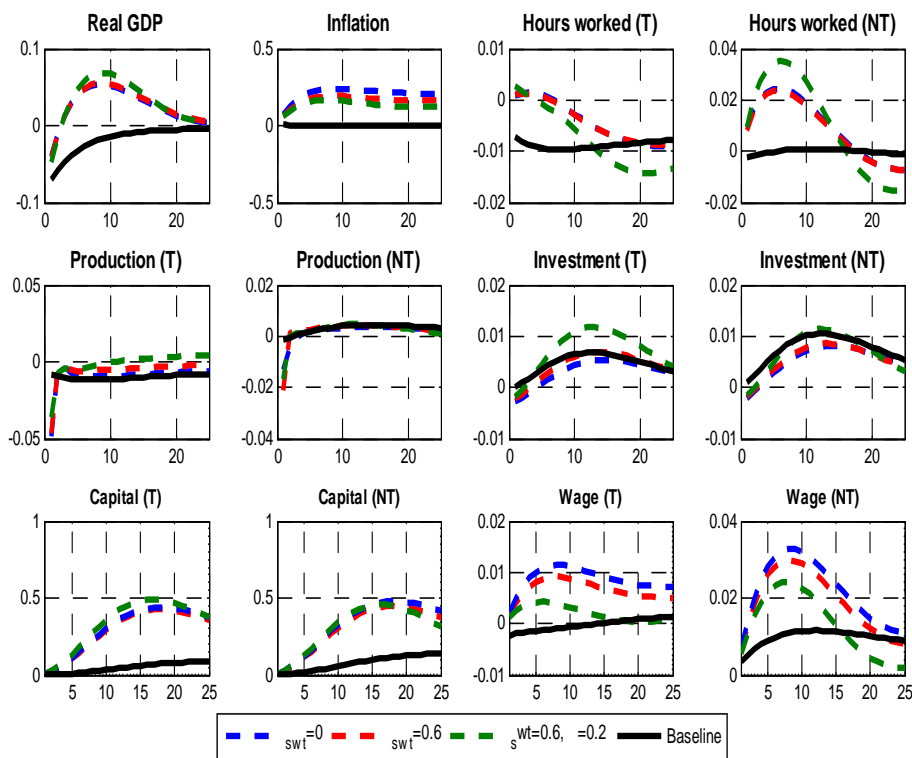 Real GDP Inflation Hours worked (T) Hours worked (NT)
0.1 0.5 0.01 0.04
0 0 0 0.02
-0.01 0
-0.1 -0.5 -0.02 -0.02
0 10 20 0 10 20 0 10 20 0 10 20
Production (T) Production (NT) Investment (T) Investment (NT)
0.05 0.02 0.02 0.02
0 0 0.01 0.01
-0.02 0 0
-0.05 -0.04 -0.01 -0.01
0 10 20 0 10 20 0 10 20 0 10 20
Capital (T) Capital (NT) Wage (T) Wage (NT)
1 1 0.02 0.04
0.5 0.5 0.01 0.02
0
0 0 -0.01 0
5 10 15 20 25 5 10 15 20 25 5 10 15 20 25 5 10 15 20 25
swt=0 swt=0.6 swt=0.6, =0.2 Baseline